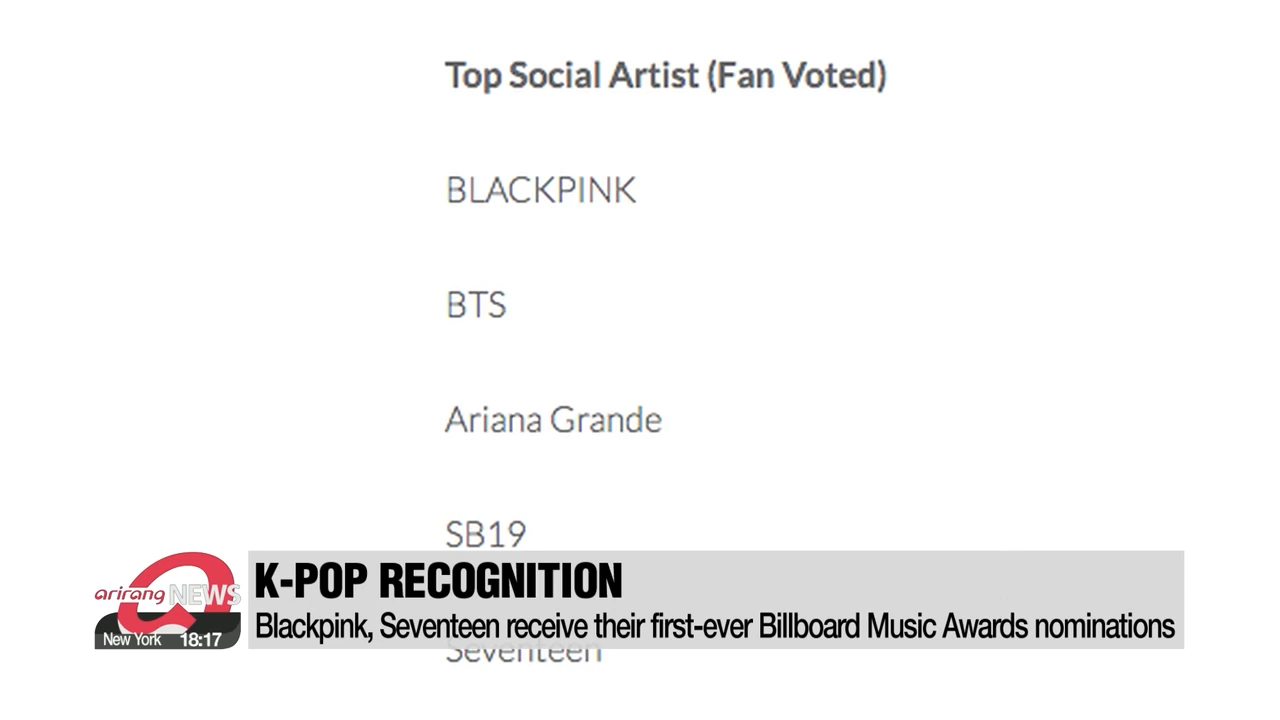 Top Social Artist (Fan Voted)
BLACKPINK
BTS
Ariana Grande
SB19
K-POP RECOGNITION
arirang NEWS
Blackpink, Seventeen receive their first-ever Billboard Music Awards nominations
New York 18:17
Seventeen